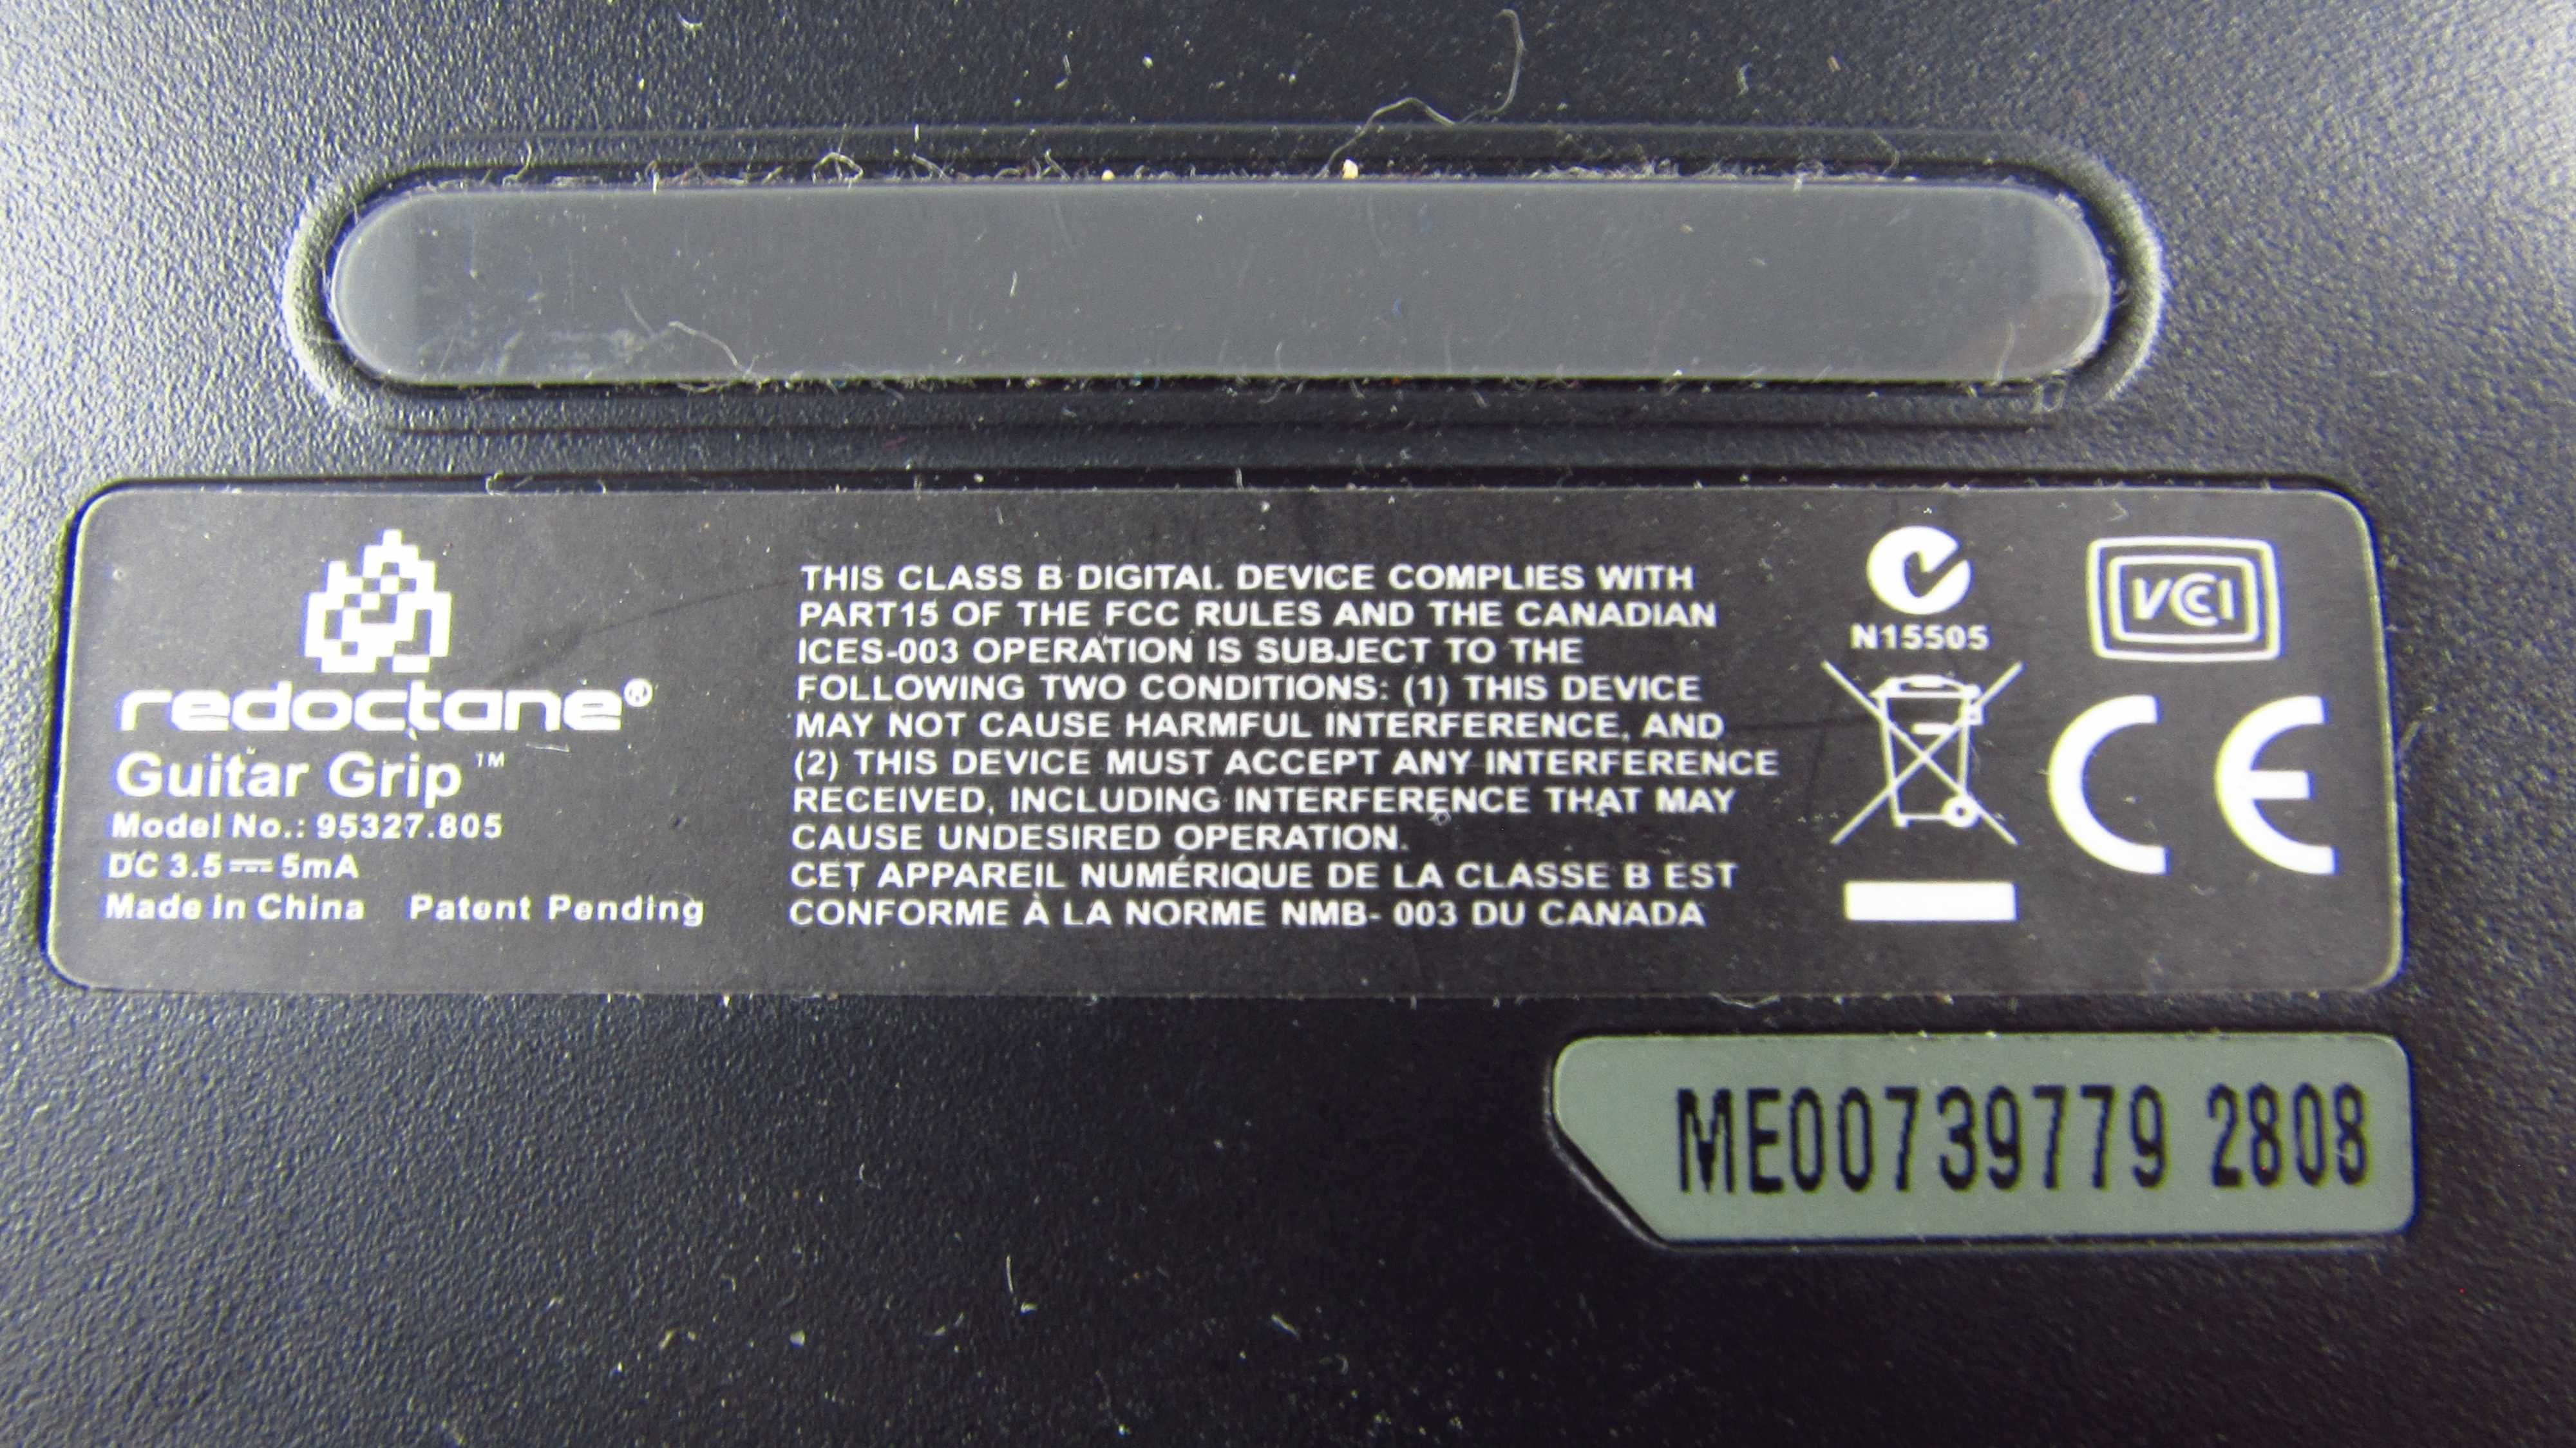 redoctane®
Guitar Grip™
Model No.: 95327.805
DC 3.5⎓5mA
Made in China Patent Pending
THIS CLASS B DIGITAL DEVICE COMPLIES WITH
PART15 OF THE FCC RULES AND THE CANADIAN
ICES-003 OPERATION IS SUBJECT TO THE
FOLLOWING TWO CONDITIONS: (1) THIS DEVICE
MAY NOT CAUSE HARMFUL INTERFERENCE, AND
(2) THIS DEVICE MUST ACCEPT ANY INTERFERENCE
RECEIVED, INCLUDING INTERFERENCE THAT MAY
CAUSE UNDESIRED OPERATION.
CET APPAREIL NUMÉRIQUE DE LA CLASSE B EST
CONFORME À LA NORME NMB- 003 DU CANADA
N15505
VCCI
CE
ME00739779 2808